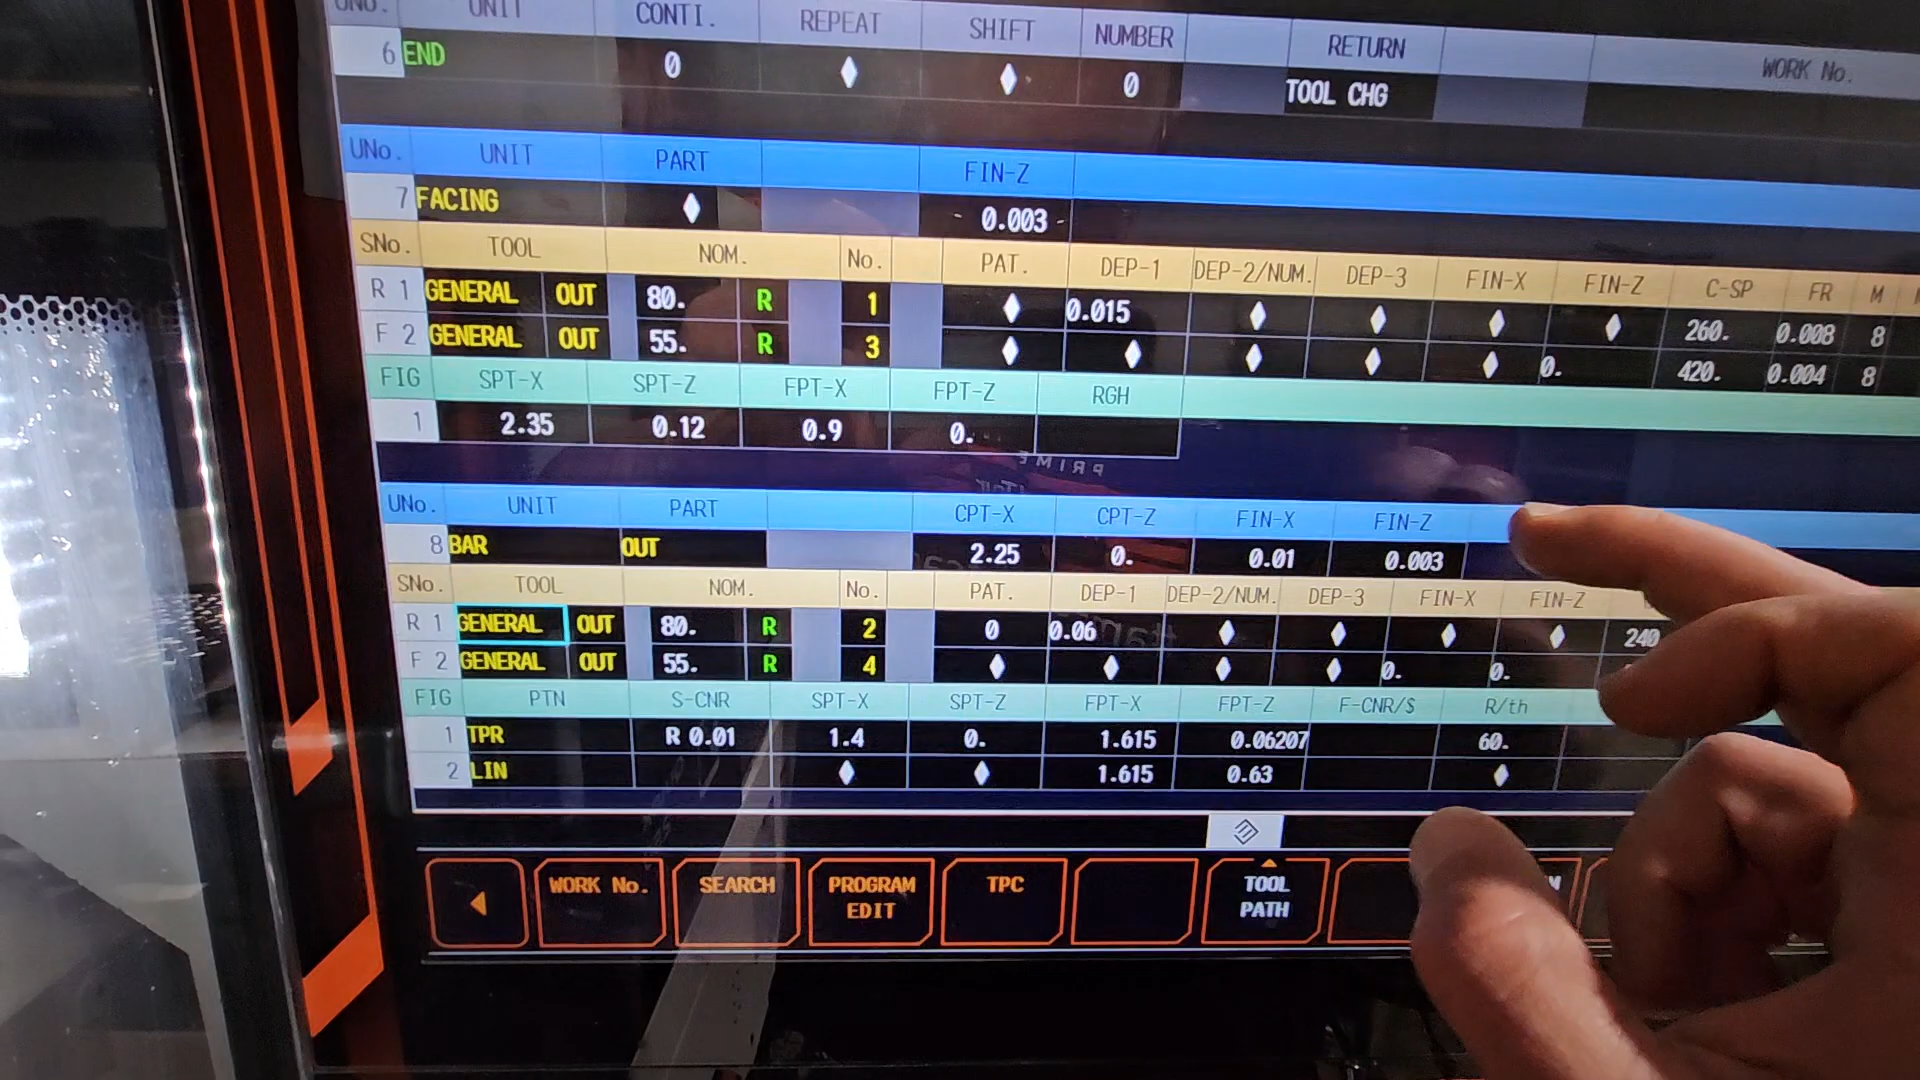 UNO. UNIT CONTI. REPEAT SHIFT NUMBER RETURN WORK No.
6 END 0 ◆ ◆ 0 TOOL CHG
UNo. UNIT PART FIN-Z
7 FACING ◆ 0.003
SNo. TOOL NOM. No. PAT. DEP-1 DEP-2/NUM. DEP-3 FIN-X FIN-Z C-SP FR M
R 1 GENERAL OUT 80. R 1 ◆ 0.015 ◆ ◆ ◆ ◆ 260. 0.008 8
F 2 GENERAL OUT 55. R 3 ◆ ◆ ◆ ◆ ◆ 0. 420. 0.004 8
FIG SPT-X SPT-Z FPT-X FPT-Z RGH
1 2.35 0.12 0.9 0.
PRIME
UNo. UNIT PART CPT-X CPT-Z FIN-X FIN-Z
8 BAR OUT 2.25 0. 0.01 0.003
SNo. TOOL NOM. No. PAT. DEP-1 DEP-2/NUM. DEP-3 FIN-X FIN-Z
R 1 GENERAL OUT 80. R 2 0 0.06 ◆ ◆ ◆ ◆ 240
F 2 GENERAL OUT 55. R 4 ◆ ◆ ◆ ◆ 0. 0.
FIG PTN S-CNR SPT-X SPT-Z FPT-X FPT-Z F-CNR/$ R/th
1 TPR R 0.01 1.4 0. 1.615 0.06207 60.
2 LIN ◆ ◆ 1.615 0.63 ◆
◀ WORK No. SEARCH PROGRAM EDIT TPC TOOL PATH